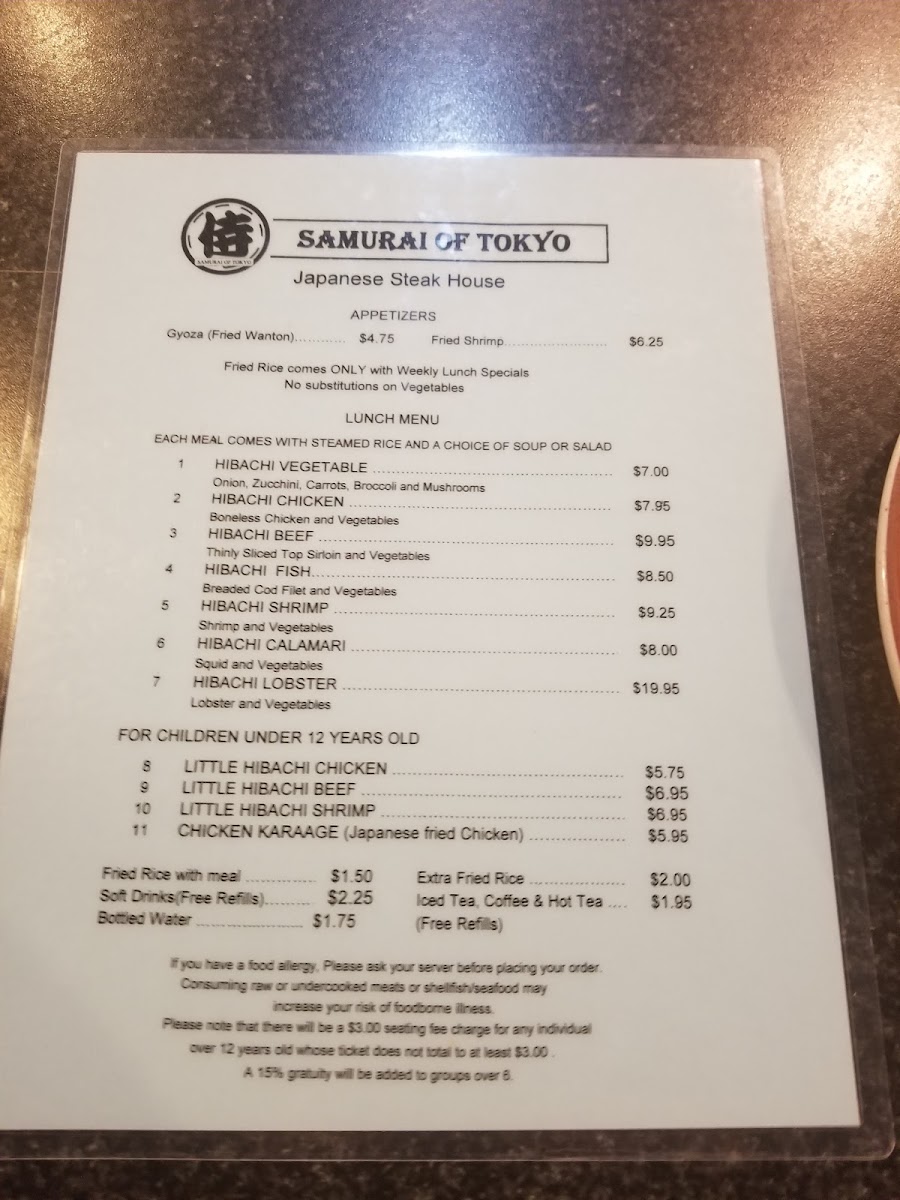 侍
SAMURAI OF TOKYO
SAMURAI OF TOKYO
Japanese Steak House
APPETIZERS
Gyoza (Fried Wanton)............ $4.75 Fried Shrimp.......................... $6.25
Fried Rice comes ONLY with Weekly Lunch Specials
No substitutions on Vegetables
LUNCH MENU
EACH MEAL COMES WITH STEAMED RICE AND A CHOICE OF SOUP OR SALAD
1 HIBACHI VEGETABLE ............................................................ $7.00
Onion, Zucchini, Carrots, Broccoli and Mushrooms
2 HIBACHI CHICKEN ................................................................ $7.95
Boneless Chicken and Vegetables
3 HIBACHI BEEF ....................................................................... $9.95
Thinly Sliced Top Sirloin and Vegetables
4 HIBACHI FISH........................................................................ $8.50
Breaded Cod Filet and Vegetables
5 HIBACHI SHRIMP ................................................................... $9.25
Shrimp and Vegetables
6 HIBACHI CALAMARI ................................................................ $8.00
Squid and Vegetables
7 HIBACHI LOBSTER ................................................................. $19.95
Lobster and Vegetables
FOR CHILDREN UNDER 12 YEARS OLD
8 LITTLE HIBACHI CHICKEN ...................................................... $5.75
9 LITTLE HIBACHI BEEF ............................................................. $6.95
10 LITTLE HIBACHI SHRIMP ......................................................... $6.95
11 CHICKEN KARAAGE (Japanese fried Chicken) ....................... $5.95
Fried Rice with meal ................ $1.50 Extra Fried Rice ...................... $2.00
Soft Drinks(Free Refills).......... $2.25 Iced Tea, Coffee & Hot Tea .... $1.95
Bottled Water ........................ $1.75 (Free Refills)
If you have a food allergy, Please ask your server before placing your order.
Consuming raw or undercooked meats or shellfish/seafood may
increase your risk of foodborne illness.
Please note that there will be a $3.00 seating fee charge for any individual
over 12 years old whose ticket does not total to at least $3.00 .
A 15% gratuity will be added to groups over 6.